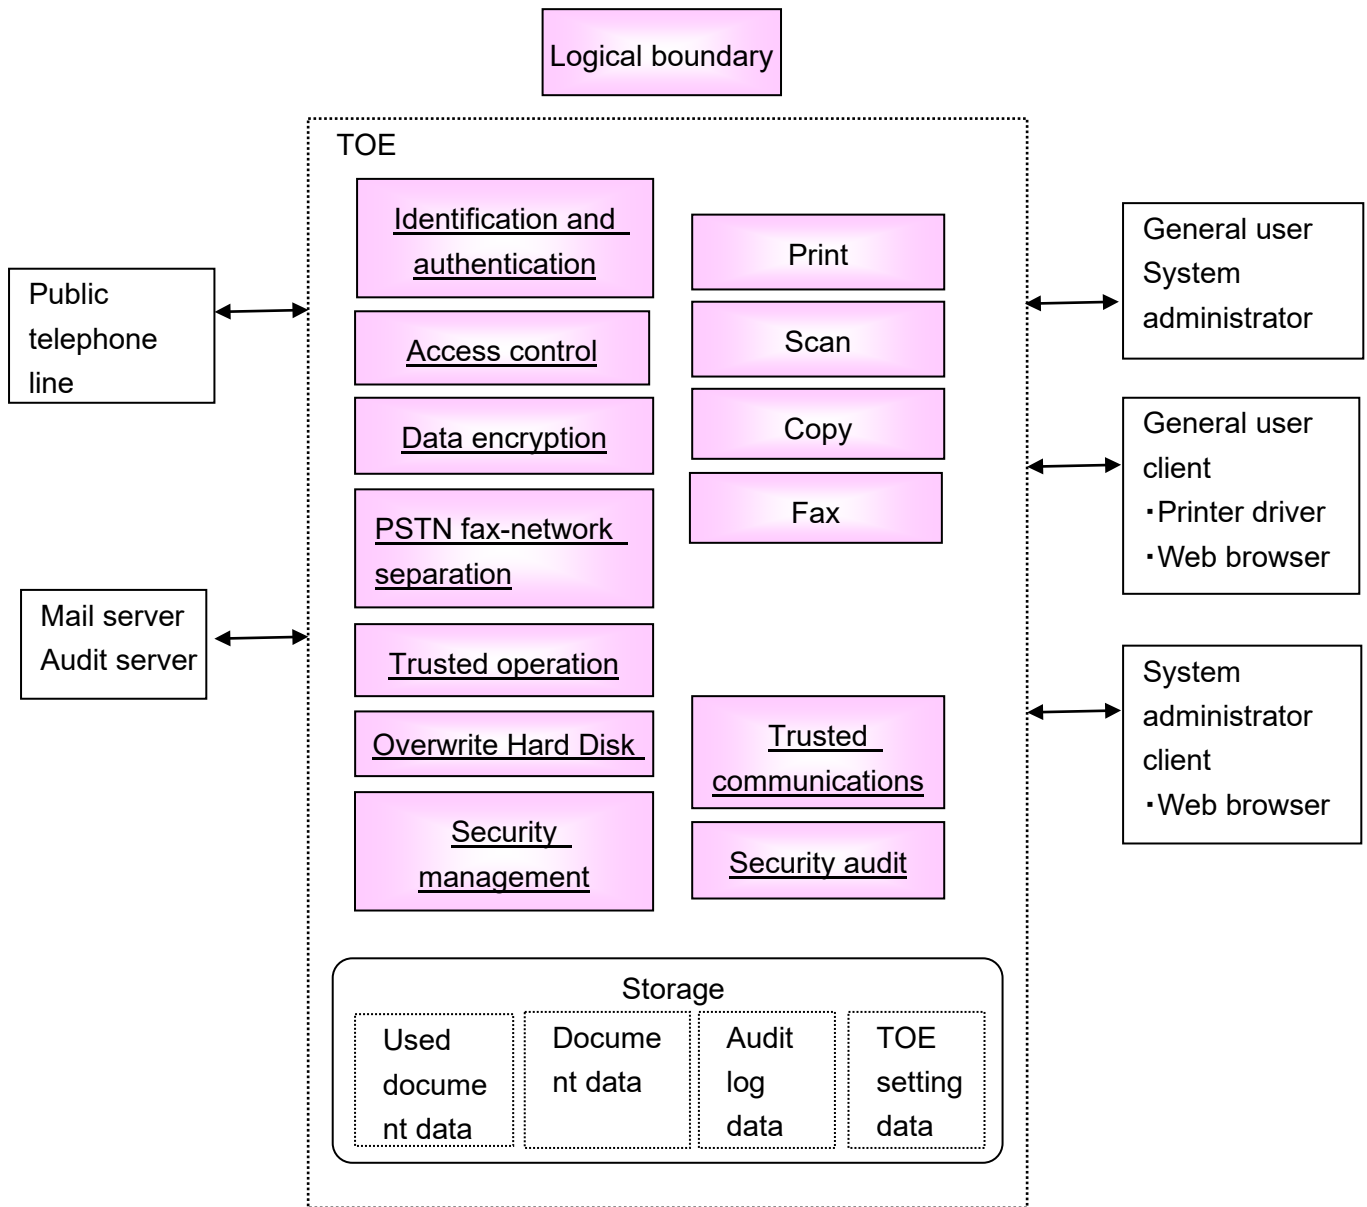 Logical boundary
TOE
Identification and
authentication
Access control
Data encryption
PSTN fax-network
separation
Trusted operation
Overwrite Hard Disk
Security
management
Print
Scan
Copy
Fax
Trusted
communications
Security audit
Public
telephone
line
Mail server
Audit server
General user
System
administrator
General user
client
・Printer driver
・Web browser
System
administrator
client
・Web browser
Storage
Used
docume
nt data
Docume
nt data
Audit
log
data
TOE
setting
data